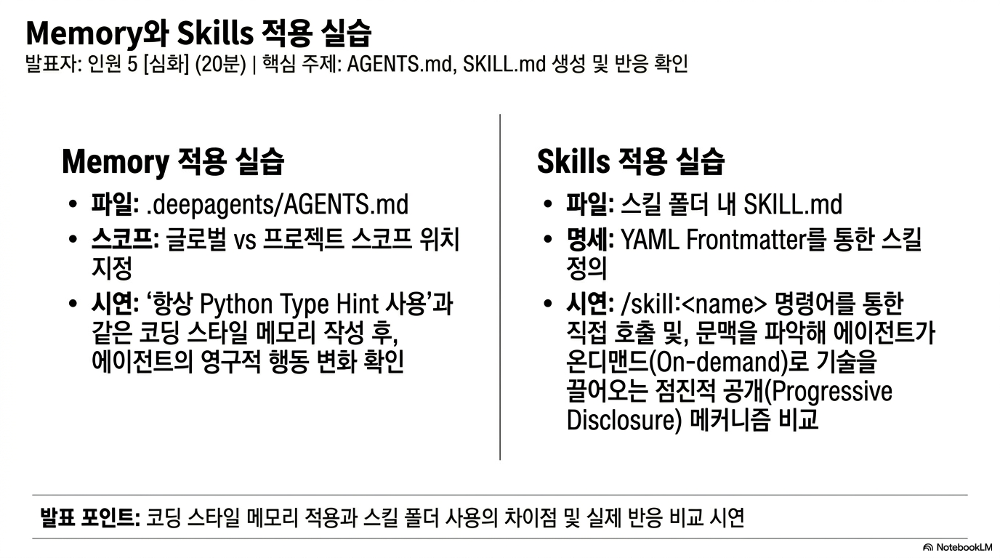 Memory와 Skills 적용 실습
발표자: 인원 5 [심화] (20분) | 핵심 주제: AGENTS.md, SKILL.md 생성 및 반응 확인
Memory 적용 실습
• 파일: .deepagents/AGENTS.md
• 스코프: 글로벌 vs 프로젝트 스코프 위치
지정
• 시연: ‘항상 Python Type Hint 사용’과
같은 코딩 스타일 메모리 작성 후,
에이전트의 영구적 행동 변화 확인
Skills 적용 실습
• 파일: 스킬 폴더 내 SKILL.md
• 명세: YAML Frontmatter를 통한 스킬
정의
• 시연: /skill:<name> 명령어를 통한
직접 호출 및, 문맥을 파악해 에이전트가
온디맨드(On-demand)로 기술을
끌어오는 점진적 공개(Progressive
Disclosure) 메커니즘 비교
발표 포인트: 코딩 스타일 메모리 적용과 스킬 폴더 사용의 차이점 및 실제 반응 비교 시연
NotebookLM